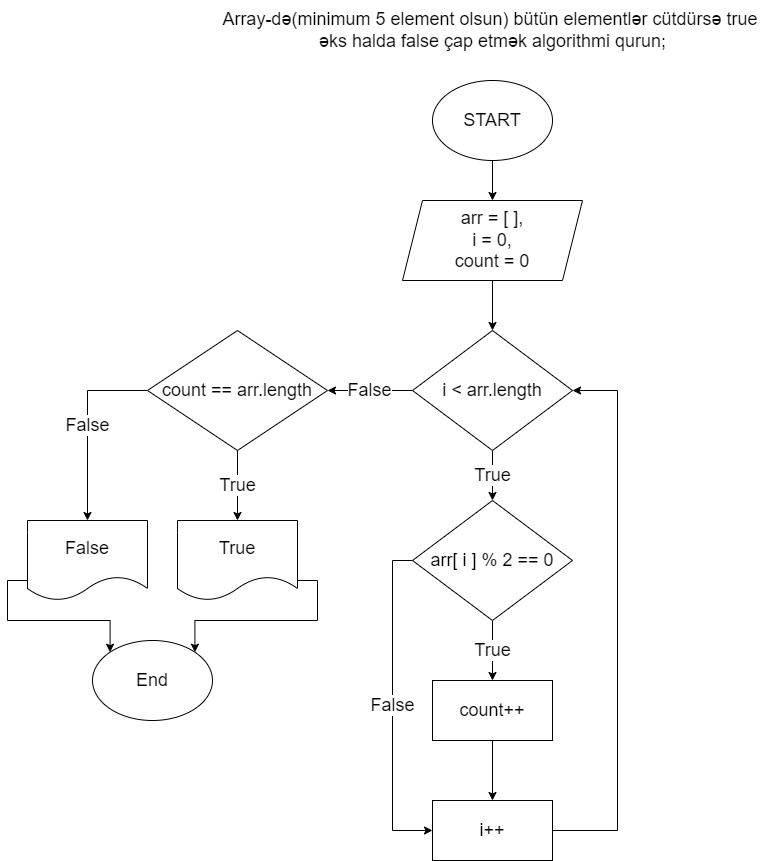 Array-də(minimum 5 element olsun) bütün elementlər cütdürsə true
əks halda false çap etmək algorithmi qurun;
START
arr = [ ],
i = 0,
count = 0
count == arr.length
False
i < arr.length
False
True
True
False
True
arr[ i ] % 2 == 0
True
End
False
count++
i++